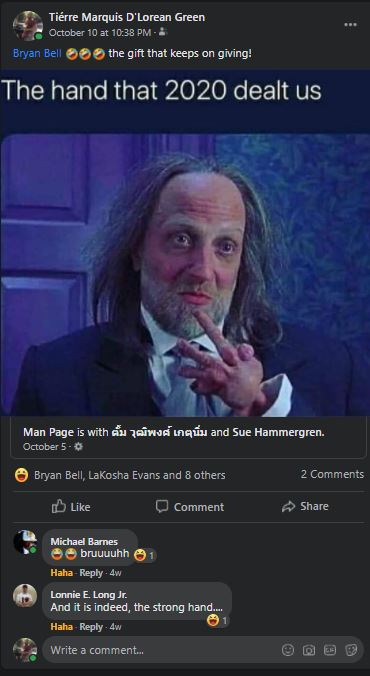 Tiérre Marquis D'Lorean Green
October 10 at 10:38 PM ·
Bryan Bell 🤣🤣🤣 the gift that keeps on giving!
The hand that 2020 dealt us
Man Page is with ตั้ม วุฒิพงศ์ เกตุนิ่ม and Sue Hammergren.
October 5 ·
Bryan Bell, LaKosha Evans and 8 others
2 Comments
Like
Comment
Share
Michael Barnes
😂😂 bruuuuhh
1
Haha · Reply · 4w
Lonnie E. Long Jr.
And it is indeed, the strong hand....
1
Haha · Reply · 4w
Write a comment...